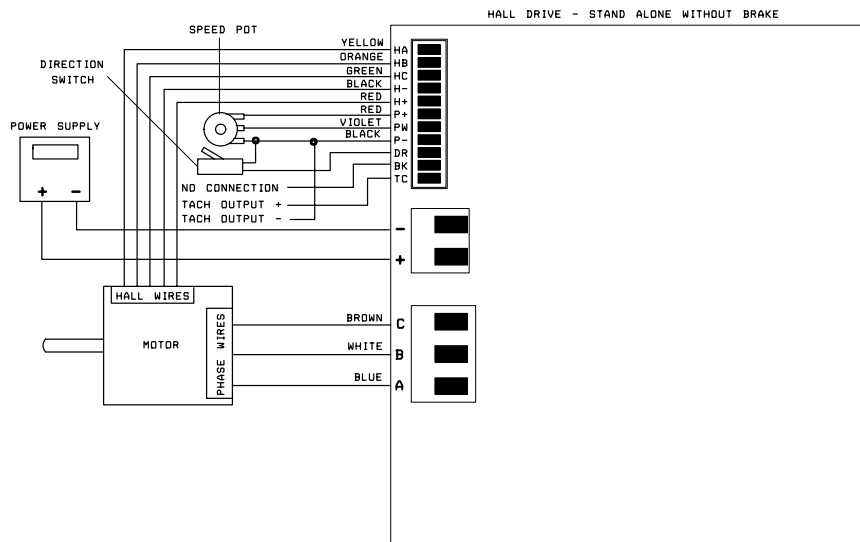 HALL DRIVE - STAND ALONE WITHOUT BRAKE
SPEED POT
DIRECTION
SWITCH
POWER SUPPLY
+ -
YELLOW HA
ORANGE HB
GREEN HC
BLACK H-
RED H+
RED P+
VIOLET PW
BLACK P-
DR
NO CONNECTION BK
TACH OUTPUT + TC
TACH OUTPUT -
-
+
HALL WIRES
MOTOR
PHASE WIRES
BROWN C
WHITE B
BLUE A